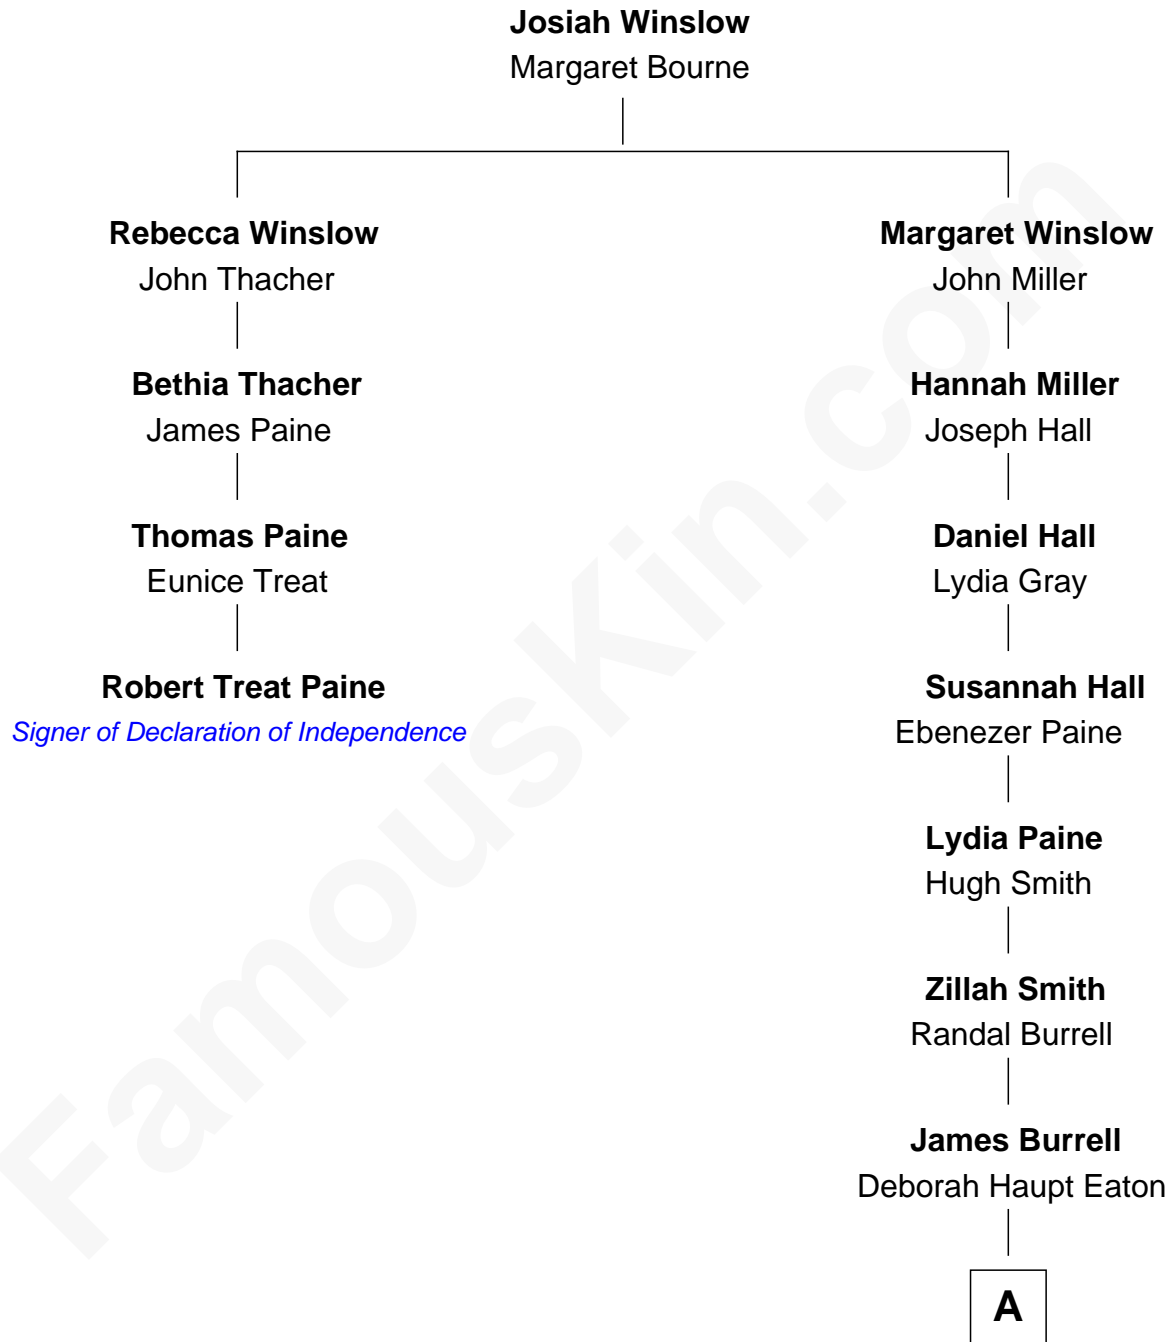 Josiah Winslow
Margaret Bourne
Rebecca Winslow
John Thacher
Margaret Winslow
John Miller
Bethia Thacher
James Paine
Hannah Miller
Joseph Hall
Thomas Paine
Eunice Treat
Daniel Hall
Lydia Gray
Robert Treat Paine
Signer of Declaration of Independence
Susannah Hall
Ebenezer Paine
Lydia Paine
Hugh Smith
Zillah Smith
Randal Burrell
James Burrell
Deborah Haupt Eaton
A
FamousKin.com